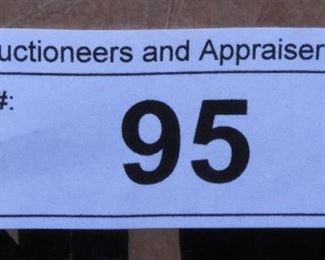 uctioneers and Appraiser
#:
95